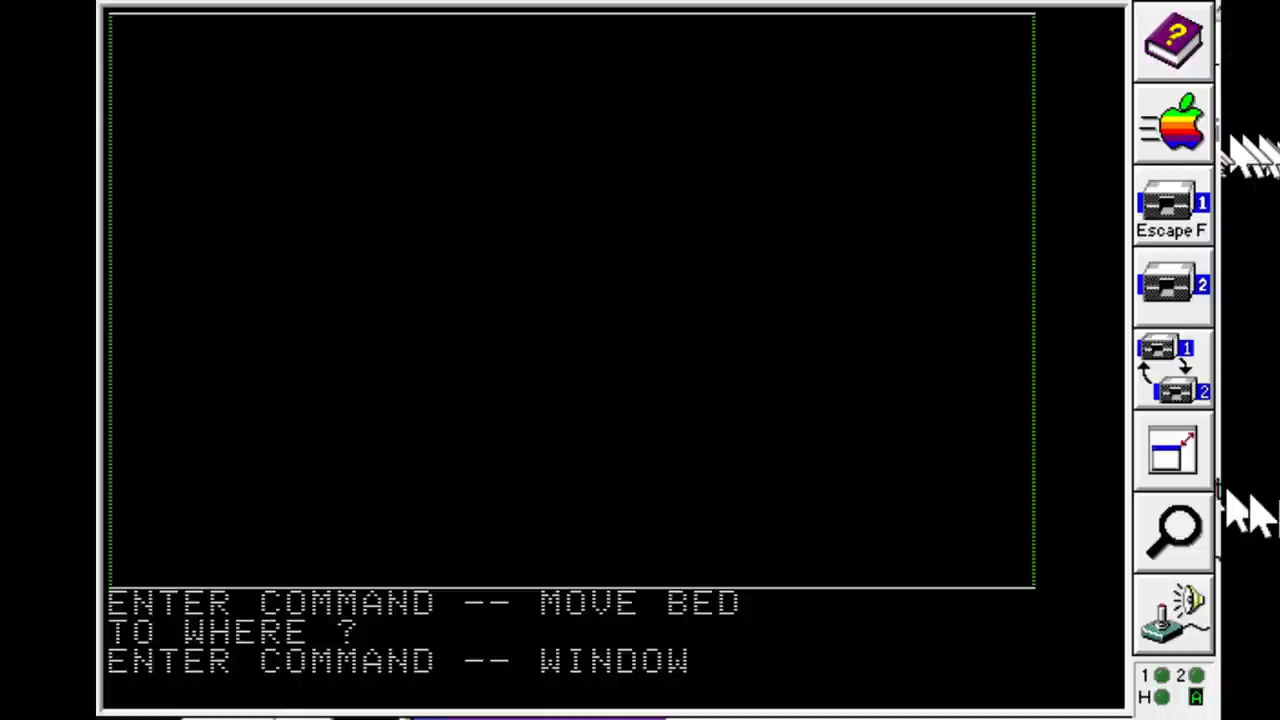 ENTER COMMAND -- MOVE BED
TO WHERE ?
ENTER COMMAND -- WINDOW
?
1
Escape F
2
1
2
1 2
H A